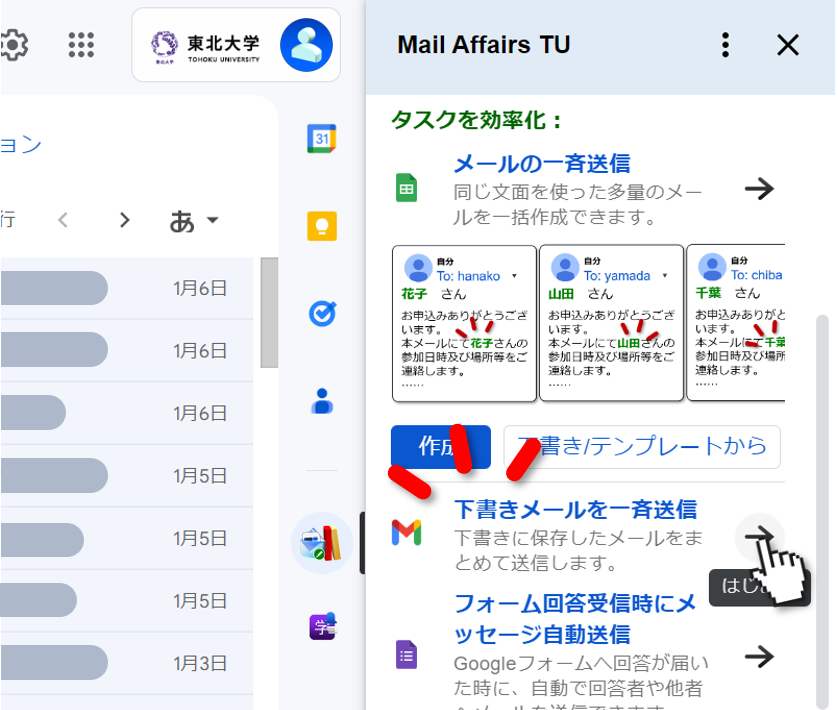 東北大学
東北大学
TOHOKU UNIVERSITY
Mail Affairs TU
ョン
行
あ
31
1月6日
1月6日
1月6日
1月5日
1月5日
1月5日
1月3日
学
タスクを効率化：
メールの一斉送信
同じ文面を使った多量のメー
ルを一括作成できます。
自分
To: hanako
花子 さん
お申込みありがとうござ
います。
本メールにて花子さんの
参加日時及び場所等をご
連絡します。
……
自分
To: yamada
山田 さん
お申込みありがとうござ
います。
本メールにて山田さんの
参加日時及び場所等をご
連絡します。
……
自分
To: chiba
千葉 さん
お申込みありがと
います。
本メールにて千葉
参加日時及び場所
連絡します。
……
作成
下書き/テンプレートから
下書きメールを一斉送信
下書きに保存したメールをま
とめて送信します。
はじ
フォーム回答受信時にメ
ッセージ自動送信
Googleフォームへ回答が届い
た時に、自動で回答者や他者
へメールを送信できます